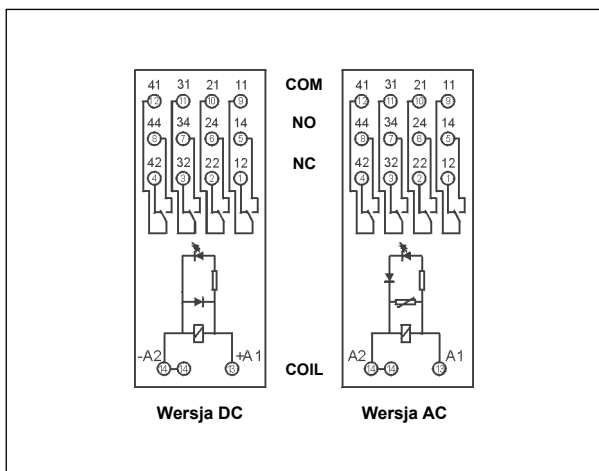 41 31 21 11 COM 41 31 21 11
12 11 10 9 12 11 10 9
44 34 24 14 NO 44 34 24 14
8 7 6 5 8 7 6 5
42 32 22 12 NC 42 32 22 12
4 3 2 1 4 3 2 1
-A2 +A1 A2 A1
14 14 13 COIL 14 14 13
Wersja DC Wersja AC